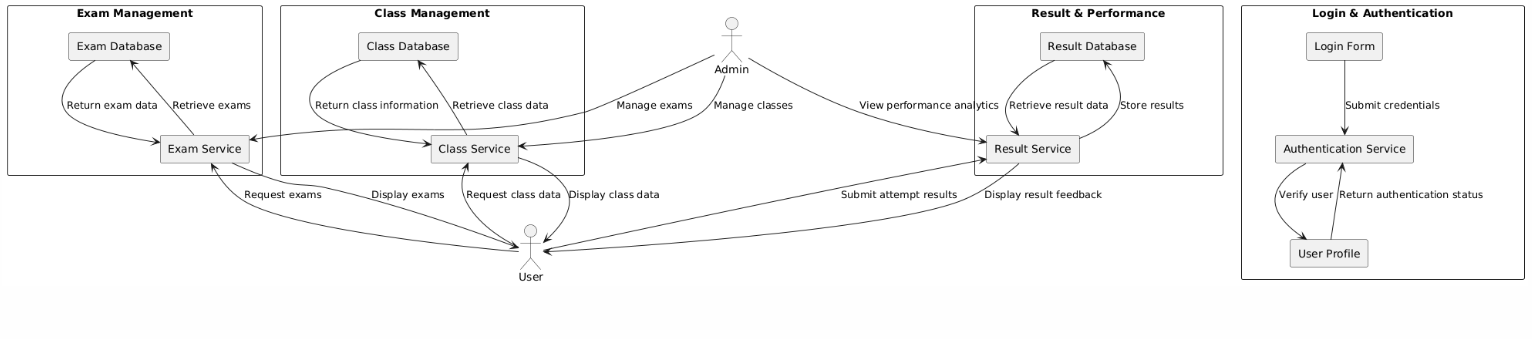 Exam Management
Class Management
Result & Performance
Login & Authentication
Exam Database
Class Database
Admin
Result Database
Login Form
Return exam data
Retrieve exams
Return class information
Retrieve class data
Manage exams
Manage classes
View performance analytics
Retrieve result data
Store results
Submit credentials
Exam Service
Class Service
Result Service
Authentication Service
Request exams
Display exams
Request class data
Display class data
Submit attempt results
Display result feedback
Verify user
Return authentication status
User
User Profile